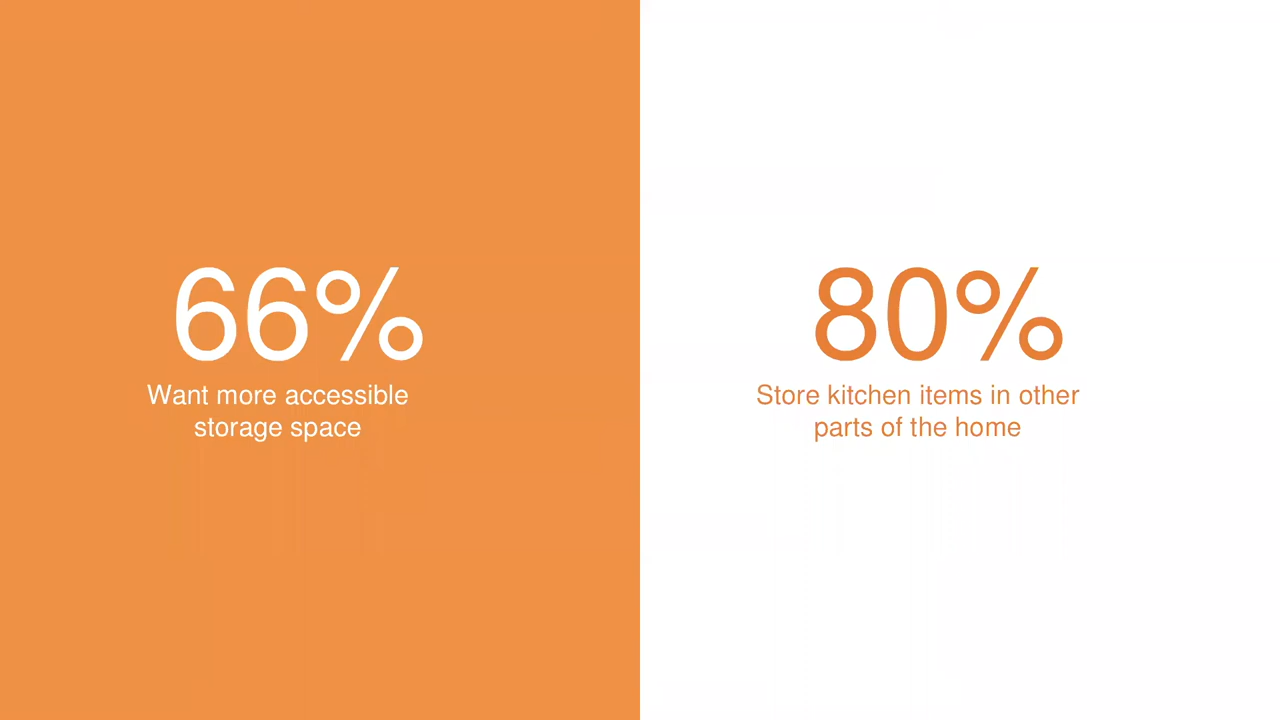 66%
Want more accessible
storage space
80%
Store kitchen items in other
parts of the home